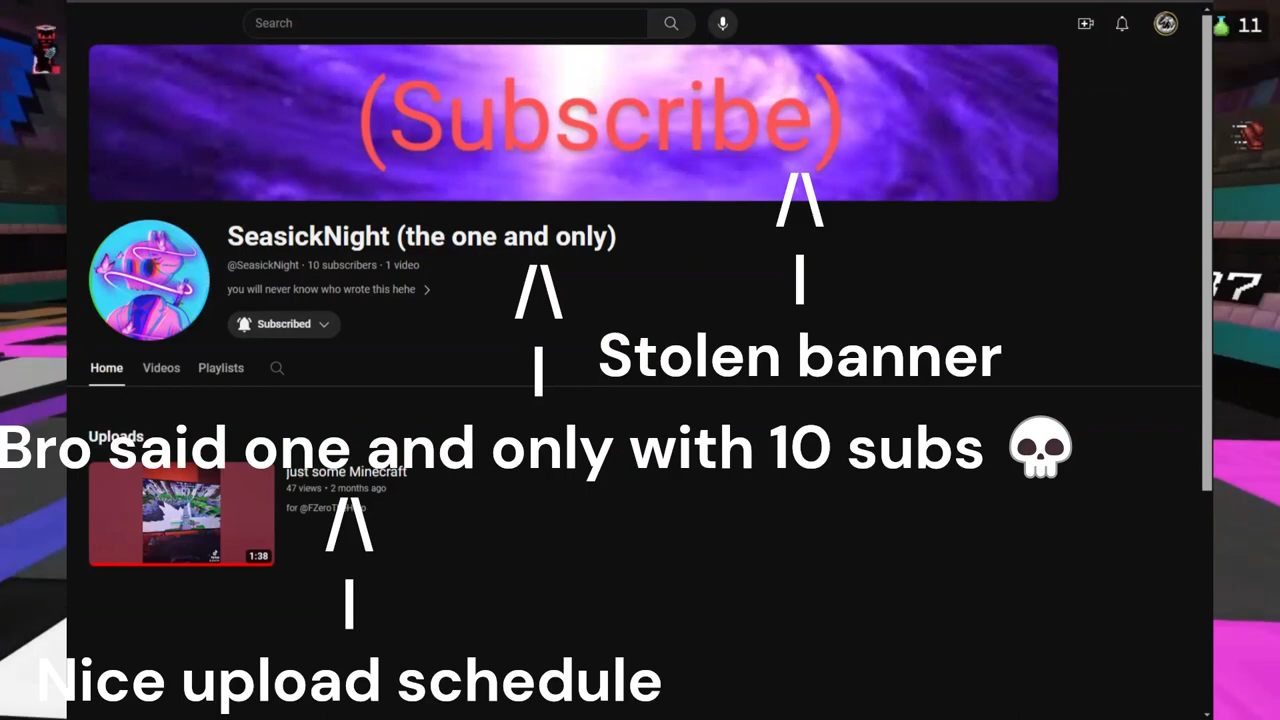 Search
11
(Subscribe)
SeasickNight (the one and only)
@SeasickNight · 10 subscribers · 1 video
you will never know who wrote this hehe
Subscribed
Stolen banner
Home Videos Playlists
Bro said one and only with 10 subs 💀
Uploads
just some Minecraft
47 views • 2 months ago
1:38
Nice upload schedule